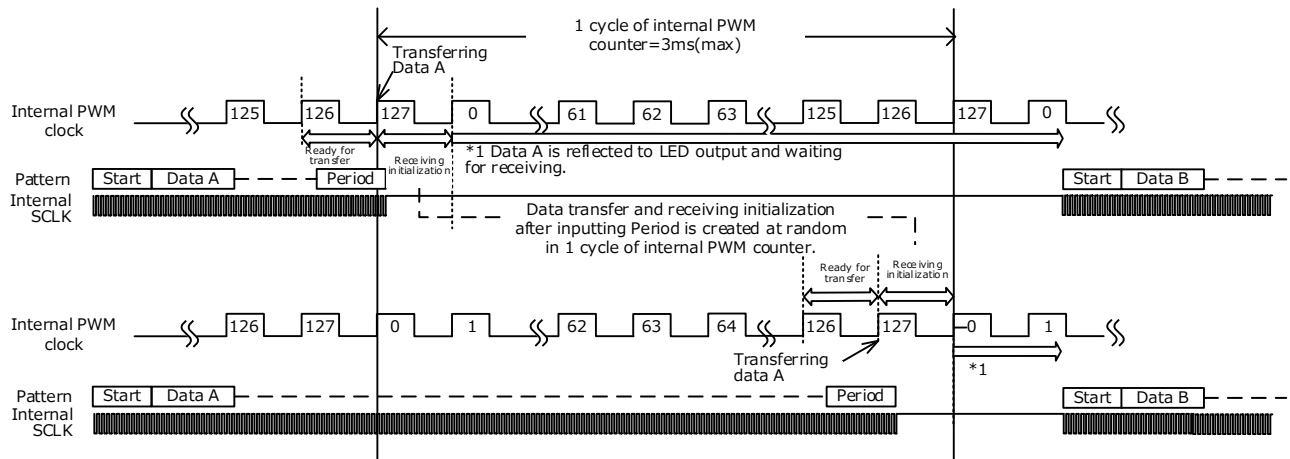 1 cycle of internal PWM
counter=3ms(max)
Transferring
Data A
Internal PWM
clock
125 126 127 0 61 62 63 125 126 127 0
Ready for
transfer
Receiving
initialization
*1 Data A is reflected to LED output and waiting
for receiving.
Pattern
Start Data A Period Start Data B
Internal
SCLK
Data transfer and receiving initialization
after inputting Period is created at random
in 1 cycle of internal PWM counter.
Ready for
transfer
Receiving
initialization
Internal PWM
clock
126 127 0 1 62 63 64 126 127 0 1
Transferring
data A
*1
Pattern
Start Data A Period Start Data B
Internal
SCLK